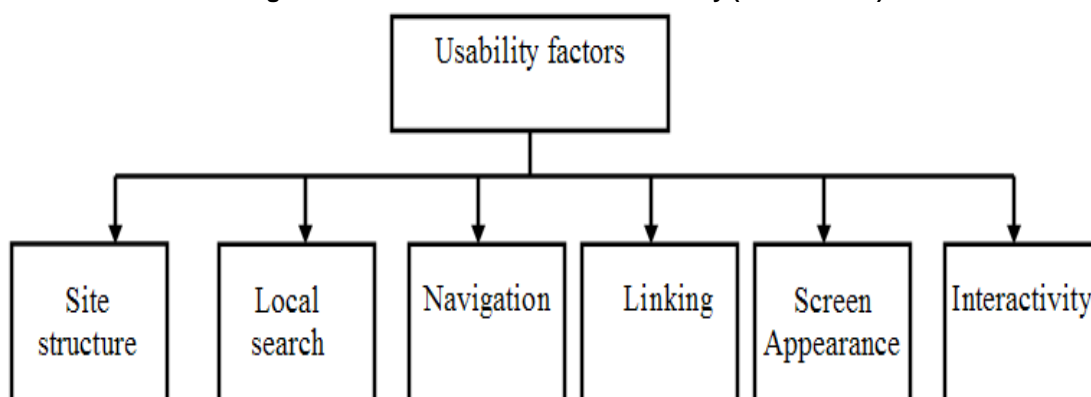 Usability factors
Site
structure
Local
search
Navigation
Linking
Screen
Appearance
Interactivity